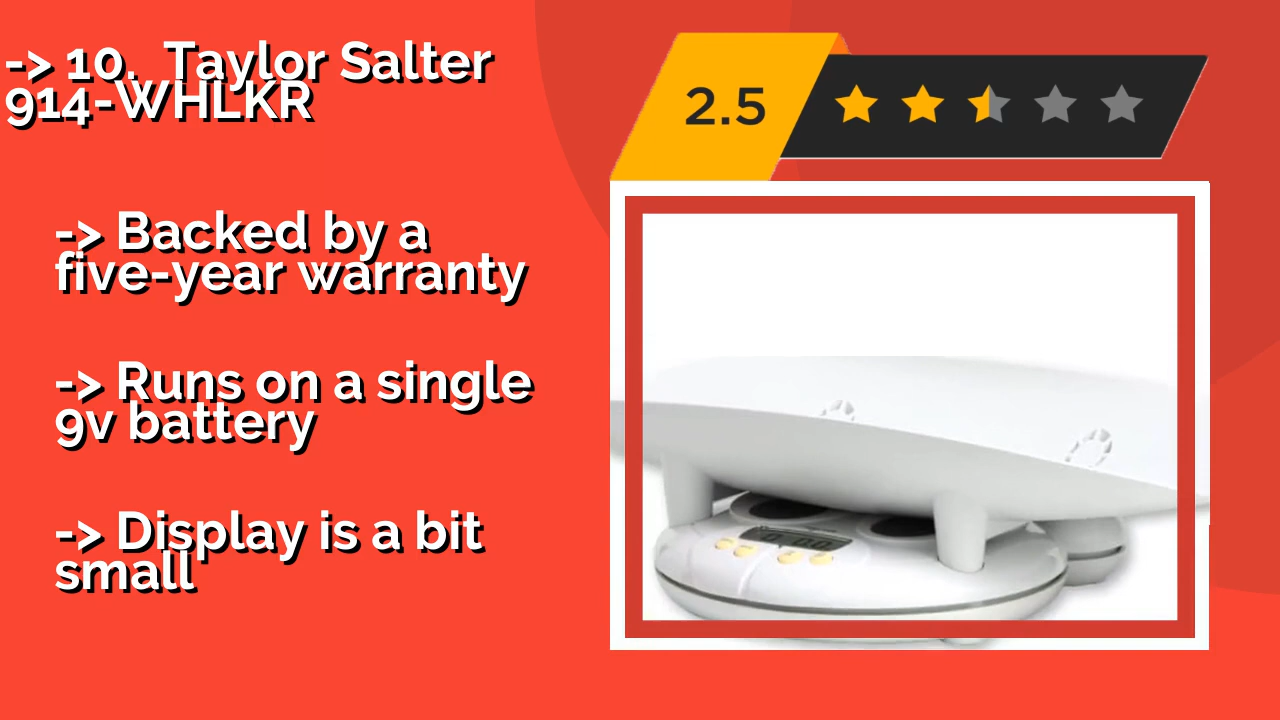 -> 10.  Taylor Salter
914-WHLKR
2.5
-> Backed by a
five-year warranty
-> Runs on a single
9v battery
-> Display is a bit
small